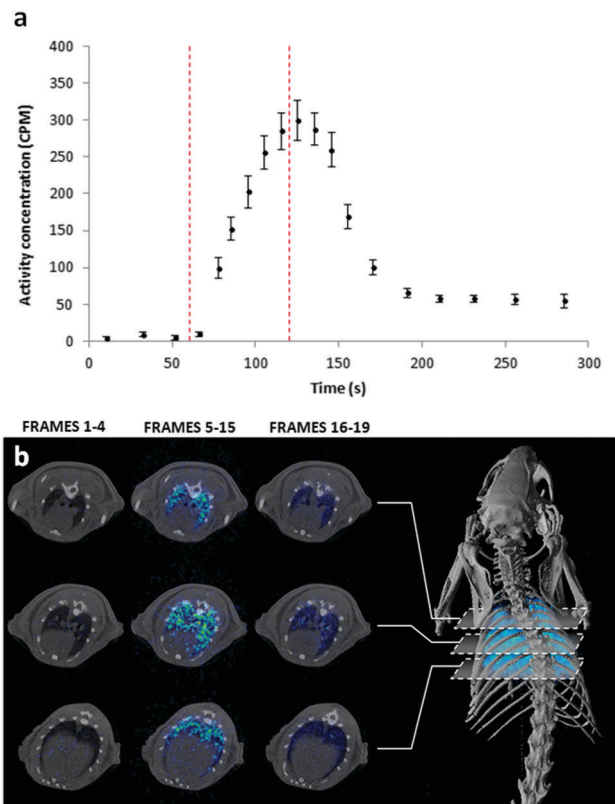 a
400
350
300
250
200
150
100
50
0
Activity concentration (CPM)
0 50 100 150 200 250 300
Time (s)
FRAMES 1-4 FRAMES 5-15 FRAMES 16-19
b